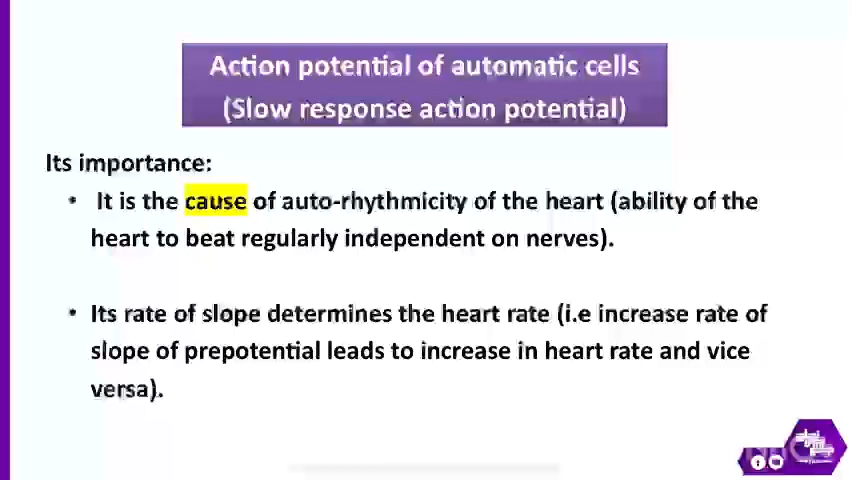 Action potential of automatic cells
(Slow response action potential)
Its importance:
• It is the cause of auto-rhythmicity of the heart (ability of the
heart to beat regularly independent on nerves).
• Its rate of slope determines the heart rate (i.e increase rate of
slope of prepotential leads to increase in heart rate and vice
versa).